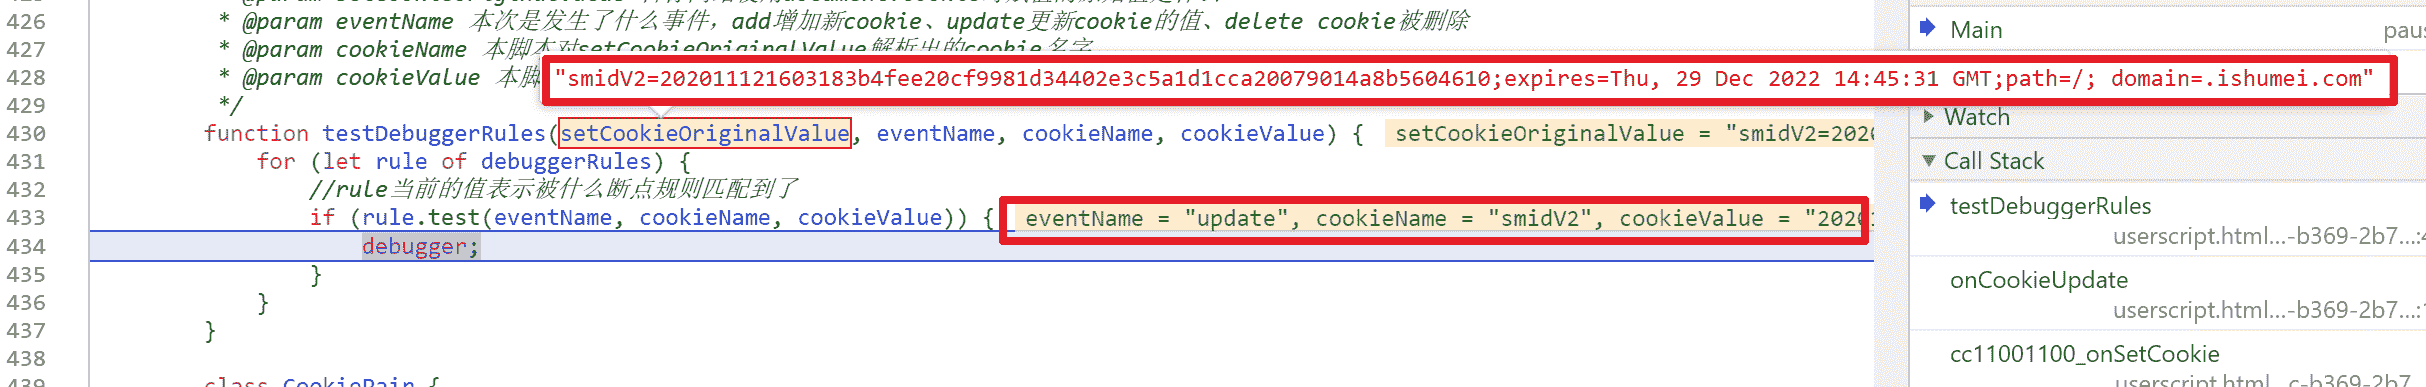 426 * @param eventName 本次是发生了什么事件，add增加新cookie、update更新cookie的值、delete cookie被删除
427 * @param cookieName 本脚本对setCookieOriginalValue解析出的cookie名字
428 * @param cookieValue 本脚
"smidV2=202011121603183b4fee20cf9981d34402e3c5a1d1cca20079014a8b5604610;expires=Thu, 29 Dec 2022 14:45:31 GMT;path=/; domain=.ishumei.com"
429 */
430 function testDebuggerRules(setCookieOriginalValue, eventName, cookieName, cookieValue) { setCookieOriginalValue = "smidV2=202
431 for (let rule of debuggerRules) {
432 //rule当前的值表示被什么断点规则匹配到了
433 if (rule.test(eventName, cookieName, cookieValue)) { eventName = "update", cookieName = "smidV2", cookieValue = "202
434 debugger;
435 }
436 }
437 }
438
439 class CookiePair {
Main
paus
Watch
Call Stack
testDebuggerRules
userscript.html…-b369-2b7…:4
onCookieUpdate
userscript.html…-b369-2b7…:
cc11001100_onSetCookie
c-b369-2b7